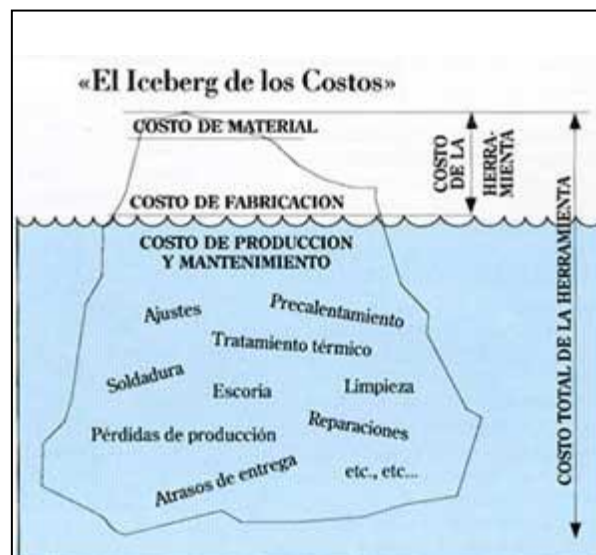 «El Iceberg de los Costos»
COSTO DE MATERIAL
COSTO DE LA HERRA-
MIENTA
COSTO DE FABRICACION
COSTO DE PRODUCCION
Y MANTENIMIENTO
Ajustes
Precalentamiento
Tratamiento térmico
Soldadura
Escoria
Limpieza
Pérdidas de producción
Reparaciones
Atrasos de entrega
etc., etc...
COSTO TOTAL DE LA HERRAMIENTA